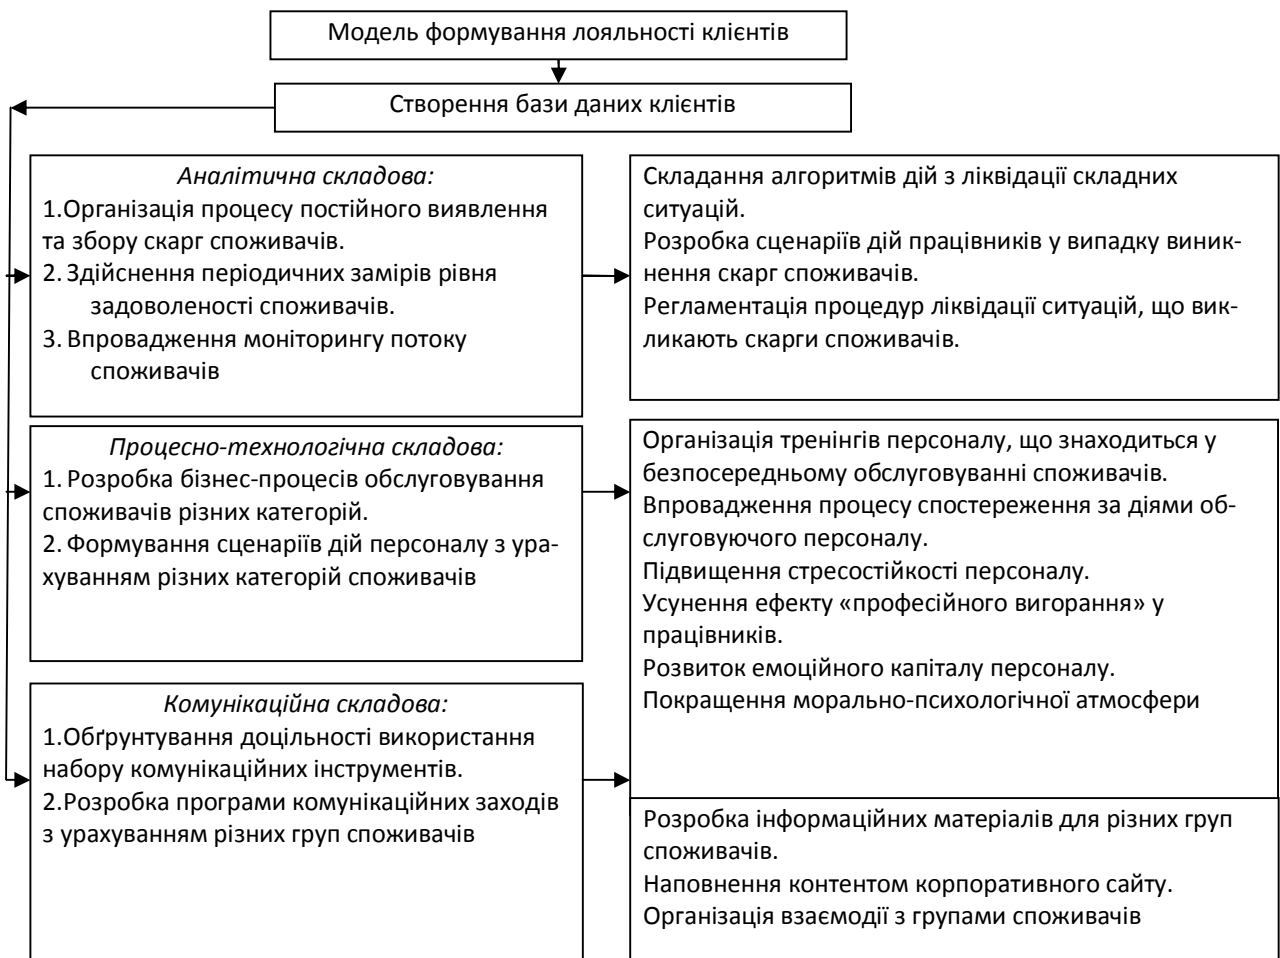 Модель формування лояльності клієнтів
Створення бази даних клієнтів
Аналітична складова:
1.Організація процесу постійного виявлення
та збору скарг споживачів.
2. Здійснення періодичних замірів рівня
задоволеності споживачів.
3. Впровадження моніторингу потоку
споживачів
Складання алгоритмів дій з ліквідації складних
ситуацій.
Розробка сценаріїв дій працівників у випадку виник-
нення скарг споживачів.
Регламентація процедур ліквідації ситуацій, що вик-
ликають скарги споживачів.
Процесно-технологічна складова:
1. Розробка бізнес-процесів обслуговування
споживачів різних категорій.
2. Формування сценаріїв дій персоналу з ура-
хуванням різних категорій споживачів
Організація тренінгів персоналу, що знаходиться у
безпосередньому обслуговуванні споживачів.
Впровадження процесу спостереження за діями об-
слуговуючого персоналу.
Підвищення стресостійкості персоналу.
Усунення ефекту «професійного вигорання» у
працівників.
Розвиток емоційного капіталу персоналу.
Покращення морально-психологічної атмосфери
Комунікаційна складова:
1.Обґрунтування доцільності використання
набору комунікаційних інструментів.
2.Розробка програми комунікаційних заходів
з урахуванням різних груп споживачів
Розробка інформаційних матеріалів для різних груп
споживачів.
Наповнення контентом корпоративного сайту.
Організація взаємодії з групами споживачів